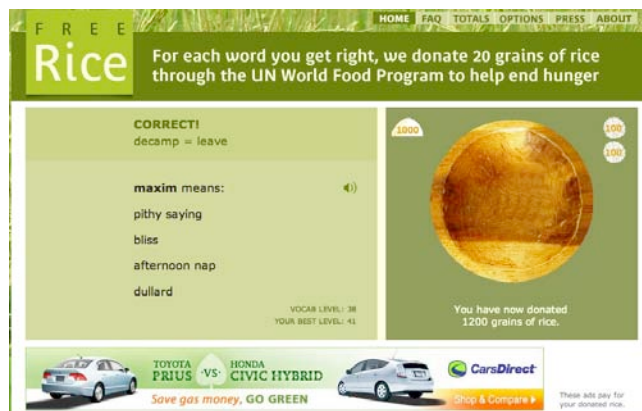 FREE
Rice
HOME FAQ TOTALS OPTIONS PRESS ABOUT
For each word you get right, we donate 20 grains of rice
through the UN World Food Program to help end hunger
CORRECT!
decamp = leave
maxim means:
pithy saying
bliss
afternoon nap
dullard
VOCAB LEVEL: 38
YOUR BEST LEVEL: 41
1000
100
100
You have now donated
1200 grains of rice.
TOYOTA
PRIUS
·VS·
HONDA
CIVIC HYBRID
Save gas money, GO GREEN
CarsDirect
Shop & Compare
These ads pay for
your donated rice.